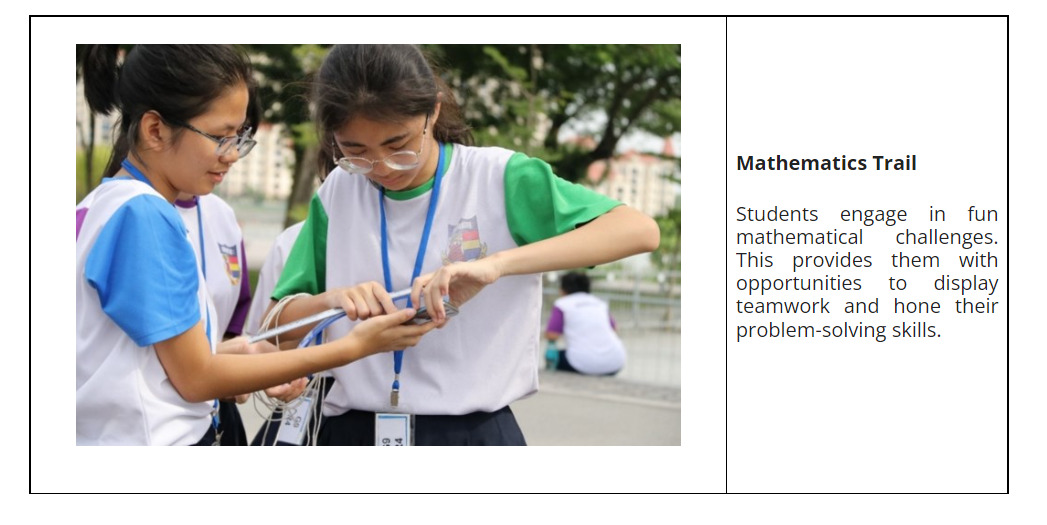 Mathematics Trail
Students engage in fun
mathematical challenges.
This provides them with
opportunities to display
teamwork and hone their
problem-solving skills.